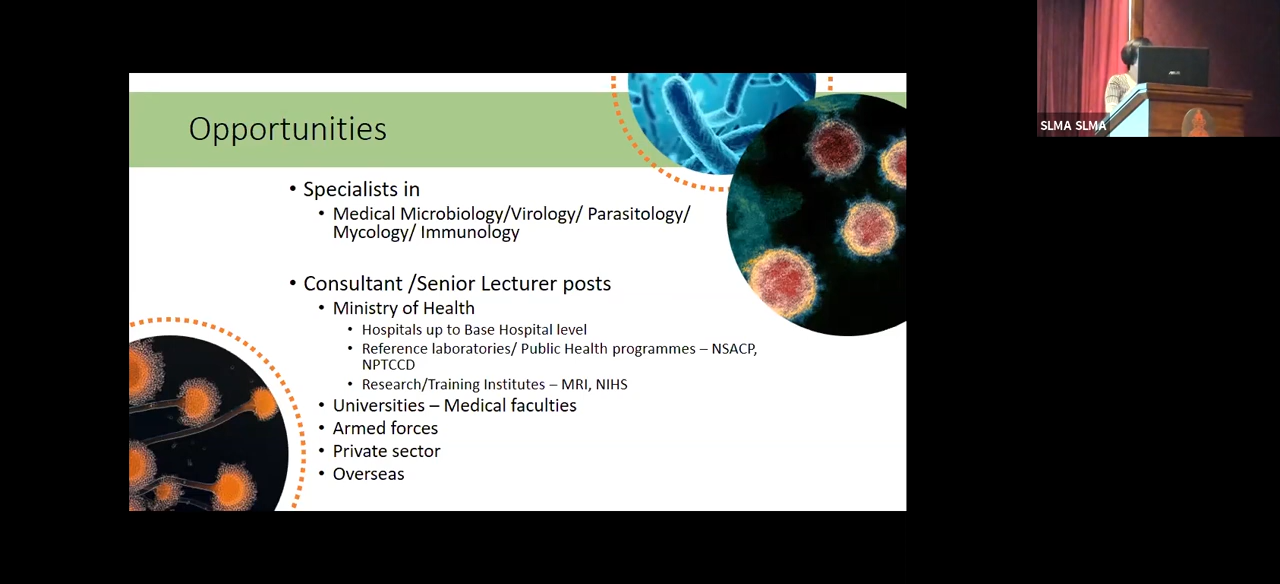 Opportunities
• Specialists in
• Medical Microbiology/Virology/ Parasitology/
Mycology/ Immunology
• Consultant /Senior Lecturer posts
• Ministry of Health
• Hospitals up to Base Hospital level
• Reference laboratories/ Public Health programmes – NSACP,
NPTCCD
• Research/Training Institutes – MRI, NIHS
• Universities – Medical faculties
• Armed forces
• Private sector
• Overseas
SLMA SLMA